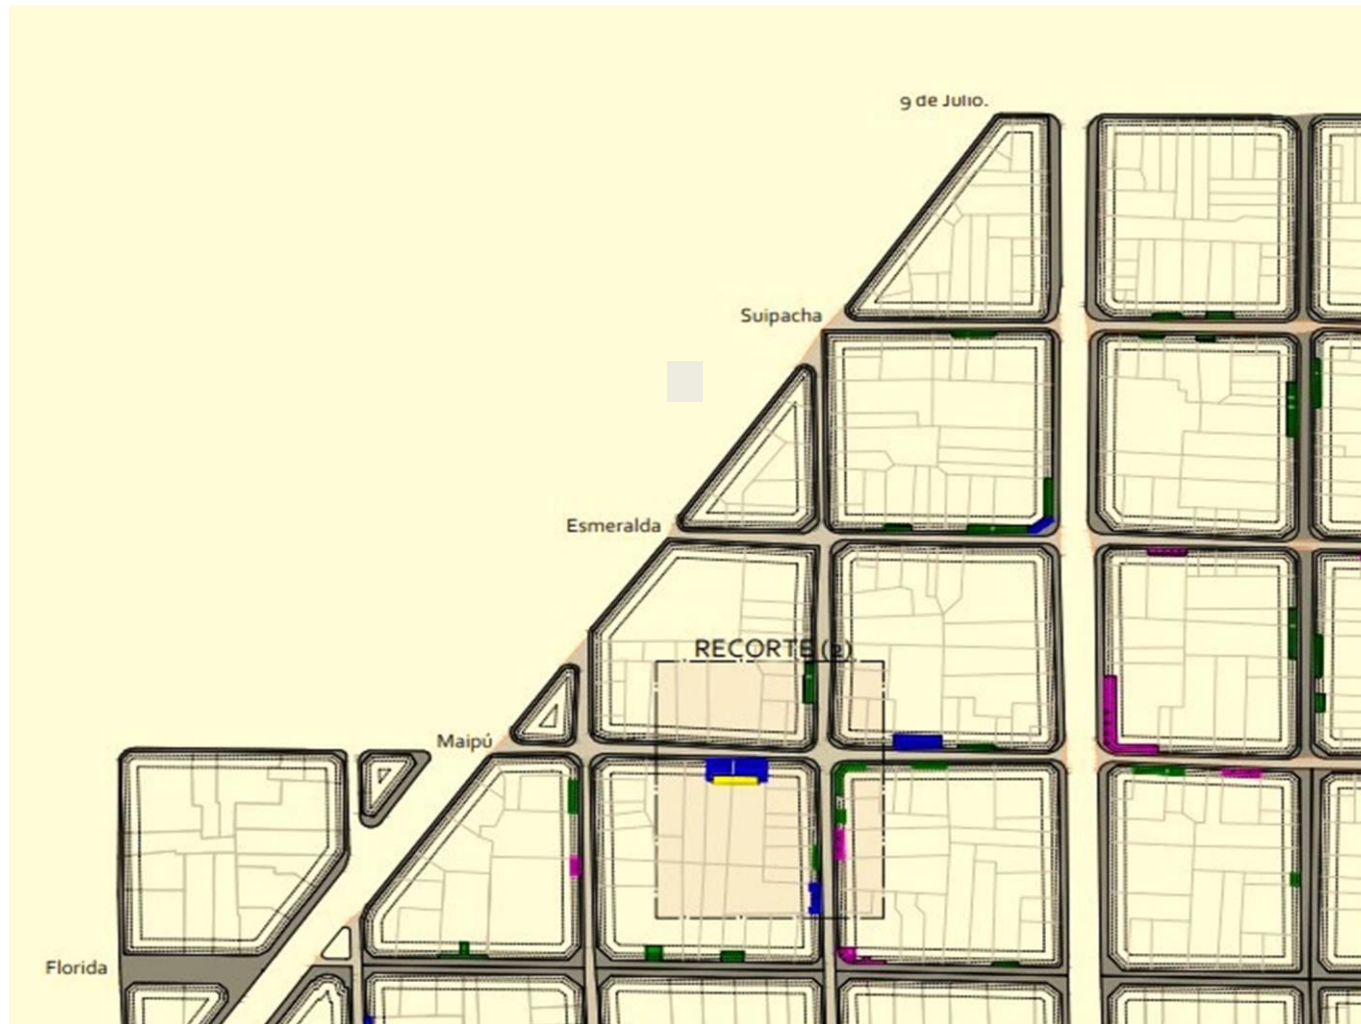 9 de Julio.
Suipacha
Esmeralda
RECORTE (2)
Maipú
Florida